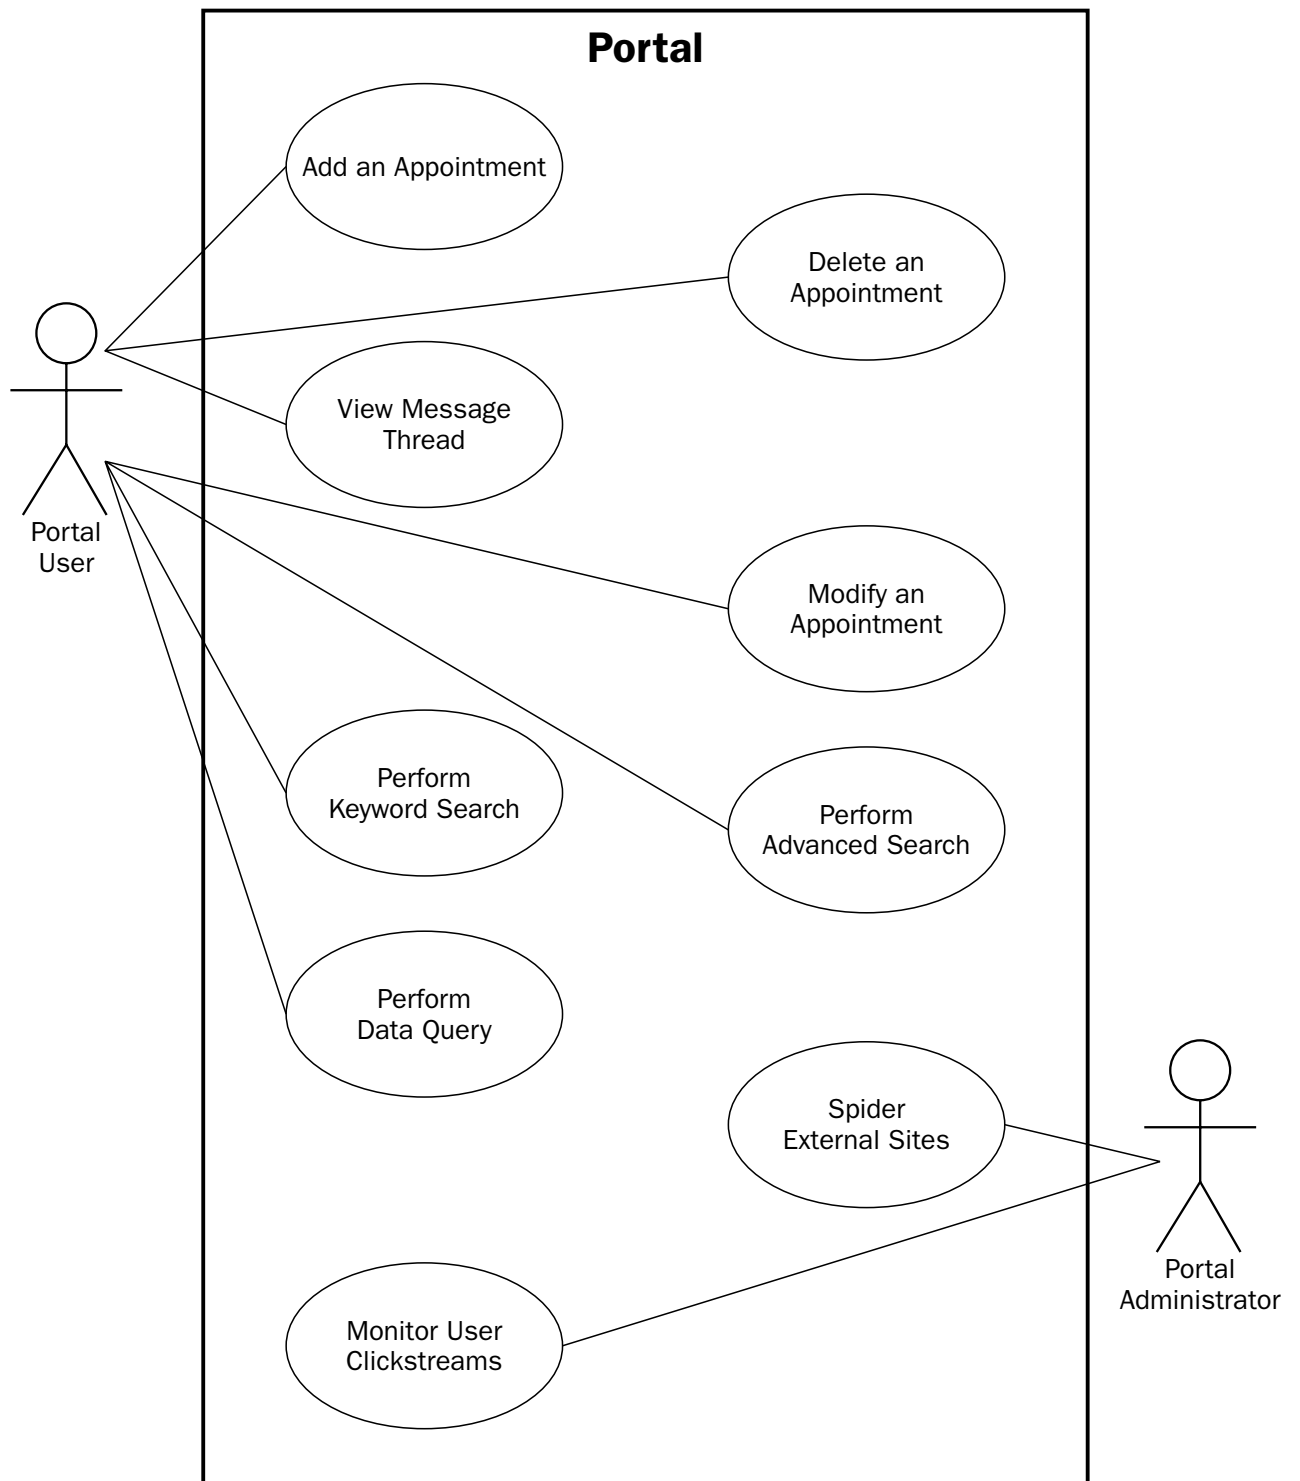 Portal
Add an Appointment
Delete an
Appointment
View Message
Thread
Portal
User
Modify an
Appointment
Perform
Keyword Search
Perform
Advanced Search
Perform
Data Query
Spider
External Sites
Portal
Administrator
Monitor User
Clickstreams